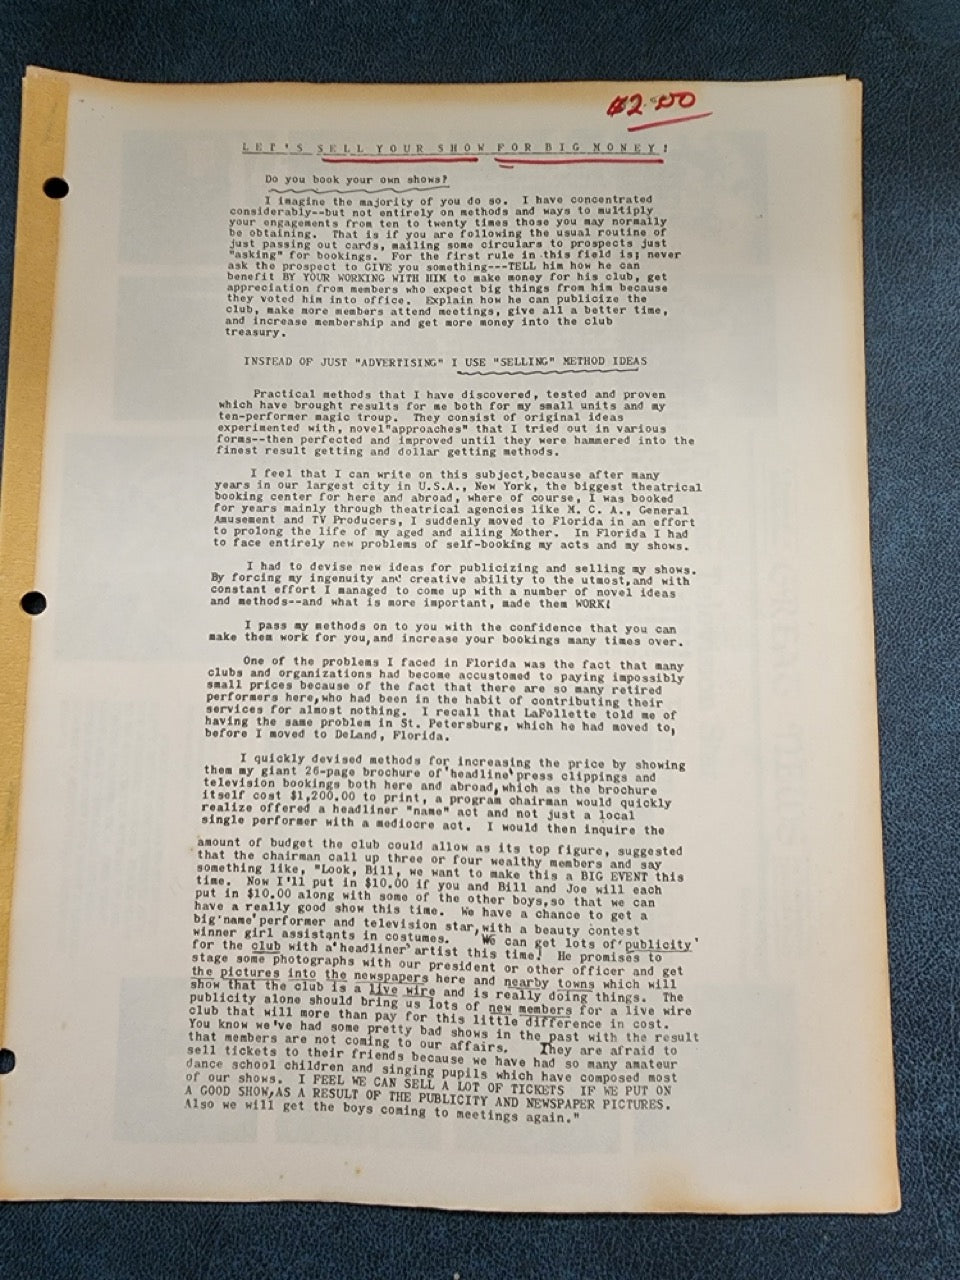 $2.00
LET'S SELL YOUR SHOW FOR BIG MONEY!
Do you book your own shows?
I imagine the majority of you do so. I have concentrated
considerably--but not entirely on methods and ways to multiply
your engagements from ten to twenty times those you may normally
be obtaining. That is if you are following the usual routine of
just passing out cards, mailing some circulars to prospects just
"asking" for bookings. For the first rule in this field is; never
ask the prospect to GIVE you something---TELL him how he can
benefit BY YOUR WORKING WITH HIM to make money for his club, get
appreciation from members who expect big things from him because
they voted him into office. Explain how he can publicize the
club, make more members attend meetings, give all a better time,
and increase membership and get more money into the club
treasury.
INSTEAD OF JUST "ADVERTISING" I USE "SELLING" METHOD IDEAS
Practical methods that I have discovered, tested and proven
which have brought results for me both for my small units and my
ten-performer magic troup. They consist of original ideas
experimented with, novel"approaches" that I tried out in various
forms--then perfected and improved until they were hammered into the
finest result getting and dollar getting methods.
I feel that I can write on this subject,because after many
years in our largest city in U.S.A., New York, the biggest theatrical
booking center for here and abroad, where of course, I was booked
for years mainly through theatrical agencies like M. C. A., General
Amusement and TV Producers, I suddenly moved to Florida in an effort
to prolong the life of my aged and ailing Mother. In Florida I had
to face entirely new problems of self-booking my acts and my shows.
I had to devise new ideas for publicizing and selling my shows.
By forcing my ingenuity and creative ability to the utmost,and with
constant effort I managed to come up with a number of novel ideas
and methods--and what is more important, made them WORK!
I pass my methods on to you with the confidence that you can
make them work for you,and increase your bookings many times over.
One of the problems I faced in Florida was the fact that many
clubs and organizations had become accustomed to paying impossibly
small prices because of the fact that there are so many retired
performers here,who had been in the habit of contributing their
services for almost nothing. I recall that LaFollette told me of
having the same problem in St. Petersburg, which he had moved to,
before I moved to DeLand, Florida.
I quickly devised methods for increasing the price by showing
them my giant 26-page brochure of'headline'press clippings and
television bookings both here and abroad,which as the brochure
itself cost $1,200.00 to print, a program chairman would quickly
realize offered a headliner "name" act and not just a local
single performer with a mediocre act. I would then inquire the
amount of budget the club could allow as its top figure, suggested
that the chairman call up three or four wealthy members and say
something like, "Look, Bill, we want to make this a BIG EVENT this
time. Now I'll put in $10.00 if you and Bill and Joe will each
put in $10.00 along with some of the other boys,so that we can
have a really good show this time. We have a chance to get a
big'name'performer and television star,with a beauty contest
winner girl assistants in costumes. We can get lots of'publicity'
for the club with a'headliner'artist this time! He promises to
stage some photographs with our president or other officer and get
the pictures into the newspapers here and nearby towns which will
show that the club is a live wire and is really doing things. The
publicity alone should bring us lots of new members for a live wire
club that will more than pay for this little difference in cost.
You know we've had some pretty bad shows in the past with the result
that members are not coming to our affairs. They are afraid to
sell tickets to their friends because we have had so many amateur
dance school children and singing pupils which have composed most
of our shows. I FEEL WE CAN SELL A LOT OF TICKETS IF WE PUT ON
A GOOD SHOW,AS A RESULT OF THE PUBLICITY AND NEWSPAPER PICTURES.
Also we will get the boys coming to meetings again."